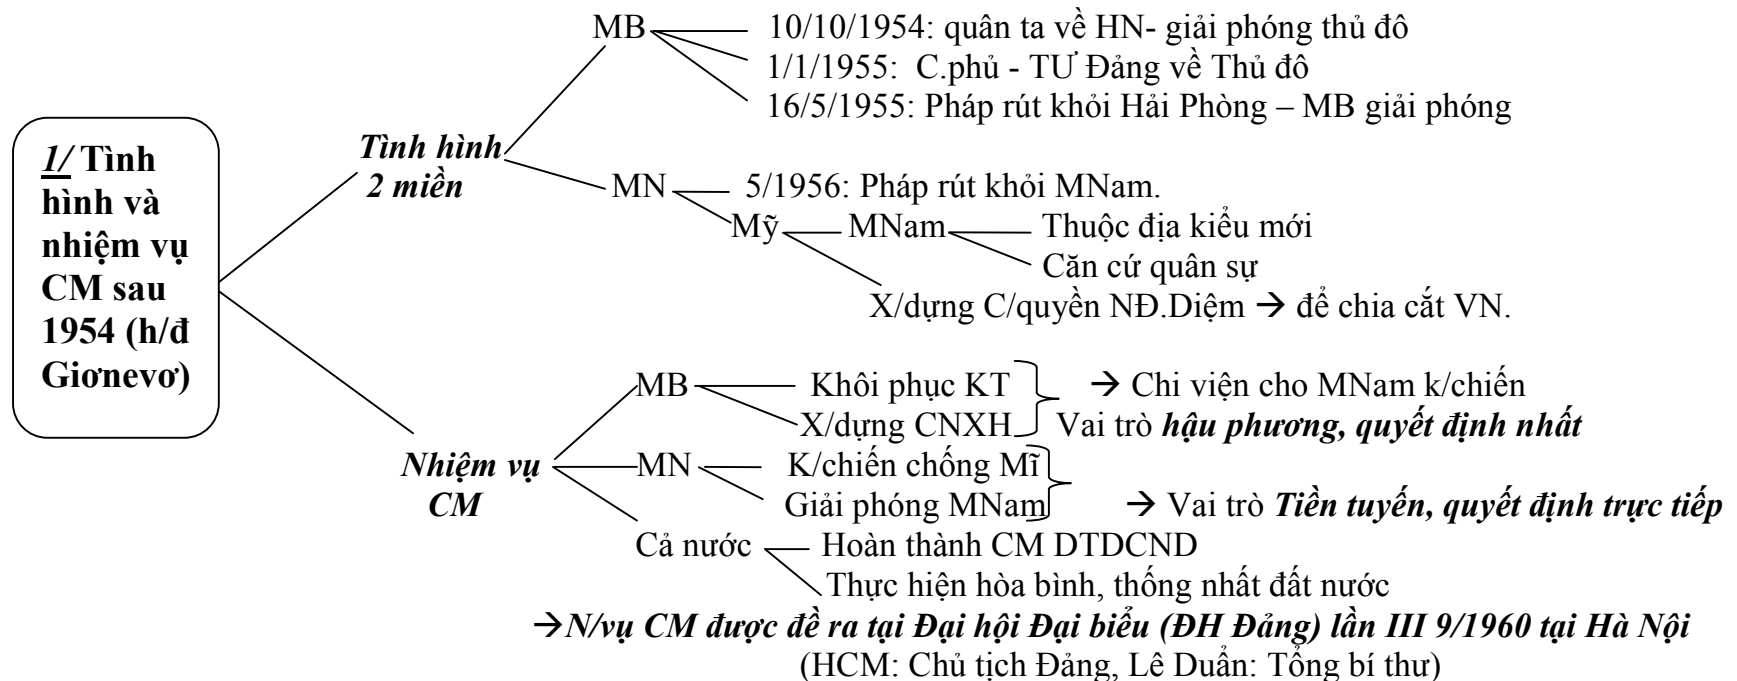 1/ Tình
hình và
nhiệm vụ
CM sau
1954 (h/đ
Giơnevơ)
Tình hình
2 miền
MB
10/10/1954: quân ta về HN- giải phóng thủ đô
1/1/1955: C.phủ - TƯ Đảng về Thủ đô
16/5/1955: Pháp rút khỏi Hải Phòng – MB giải phóng
MN
5/1956: Pháp rút khỏi MNam.
Mỹ
MNam
Thuộc địa kiểu mới
Căn cứ quân sự
X/dựng C/quyền NĐ.Diệm → để chia cắt VN.
Nhiệm vụ
CM
MB
Khôi phục KT
→ Chi viện cho MNam k/chiến
X/dựng CNXH
Vai trò hậu phương, quyết định nhất
MN
K/chiến chống Mĩ
Giải phóng MNam
→ Vai trò Tiền tuyến, quyết định trực tiếp
Cả nước
Hoàn thành CM DTDCND
Thực hiện hòa bình, thống nhất đất nước
→N/vụ CM được đề ra tại Đại hội Đại biểu (ĐH Đảng) lần III 9/1960 tại Hà Nội
(HCM: Chủ tịch Đảng, Lê Duẩn: Tổng bí thư)